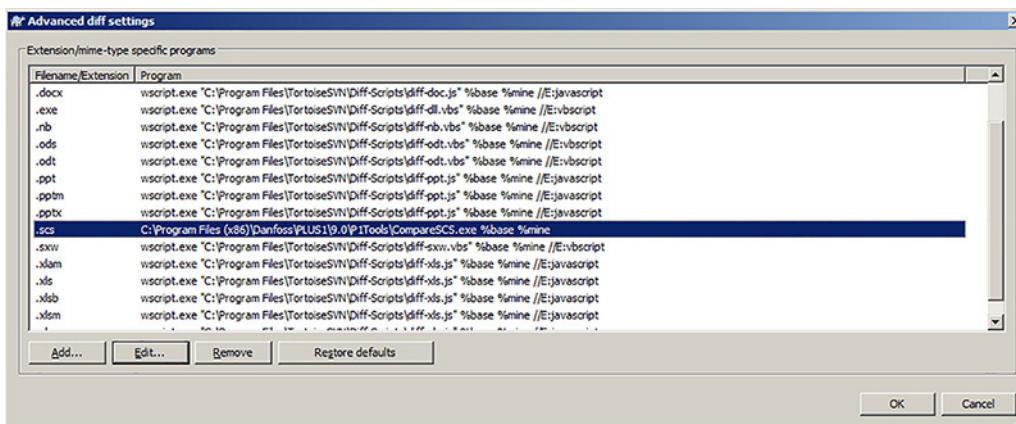 Advanced diff settings
Extension/mime-type specific programs
Filename/Extension Program
.docx wscript.exe "C:\Program Files\TortoiseSVN\Diff-Scripts\diff-doc.js" %base %mine //E:javascript
.exe wscript.exe "C:\Program Files\TortoiseSVN\Diff-Scripts\diff-dll.vbs" %base %mine //E:vbscript
.nb wscript.exe "C:\Program Files\TortoiseSVN\Diff-Scripts\diff-nb.vbs" %base %mine //E:vbscript
.ods wscript.exe "C:\Program Files\TortoiseSVN\Diff-Scripts\diff-odt.vbs" %base %mine //E:vbscript
.odt wscript.exe "C:\Program Files\TortoiseSVN\Diff-Scripts\diff-odt.vbs" %base %mine //E:vbscript
.ppt wscript.exe "C:\Program Files\TortoiseSVN\Diff-Scripts\diff-ppt.js" %base %mine //E:javascript
.pptm wscript.exe "C:\Program Files\TortoiseSVN\Diff-Scripts\diff-ppt.js" %base %mine //E:javascript
.pptx wscript.exe "C:\Program Files\TortoiseSVN\Diff-Scripts\diff-ppt.js" %base %mine //E:javascript
.scs C:\Program Files (x86)\Danfoss\PLUS1\9.0\P1Tools\CompareSCS.exe %base %mine
.sxw wscript.exe "C:\Program Files\TortoiseSVN\Diff-Scripts\diff-sxw.vbs" %base %mine //E:vbscript
.xlam wscript.exe "C:\Program Files\TortoiseSVN\Diff-Scripts\diff-xls.js" %base %mine //E:javascript
.xls wscript.exe "C:\Program Files\TortoiseSVN\Diff-Scripts\diff-xls.js" %base %mine //E:javascript
.xlsb wscript.exe "C:\Program Files\TortoiseSVN\Diff-Scripts\diff-xls.js" %base %mine //E:javascript
.xlsm wscript.exe "C:\Program Files\TortoiseSVN\Diff-Scripts\diff-xls.js" %base %mine //E:javascript
Add... Edit... Remove Restore defaults
OK Cancel